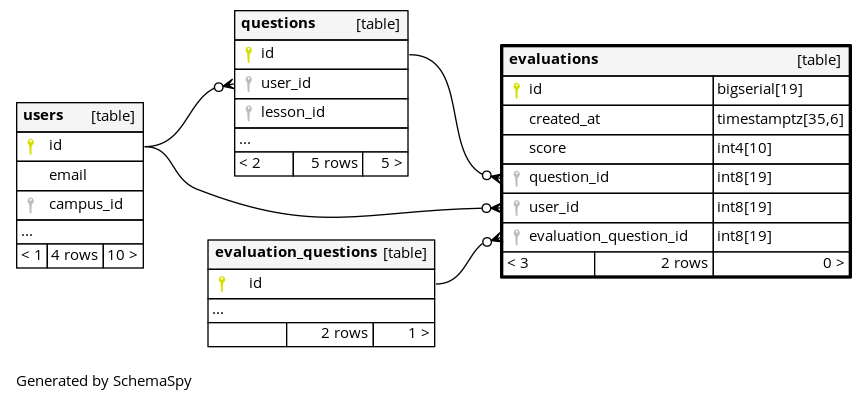 users [table]
id
email
campus_id
...
< 1 4 rows 10 >
questions [table]
id
user_id
lesson_id
...
< 2 5 rows 5 >
evaluation_questions [table]
id
...
2 rows 1 >
evaluations [table]
id bigserial[19]
created_at timestamptz[35,6]
score int4[10]
question_id int8[19]
user_id int8[19]
evaluation_question_id int8[19]
< 3 2 rows 0 >
Generated by SchemaSpy